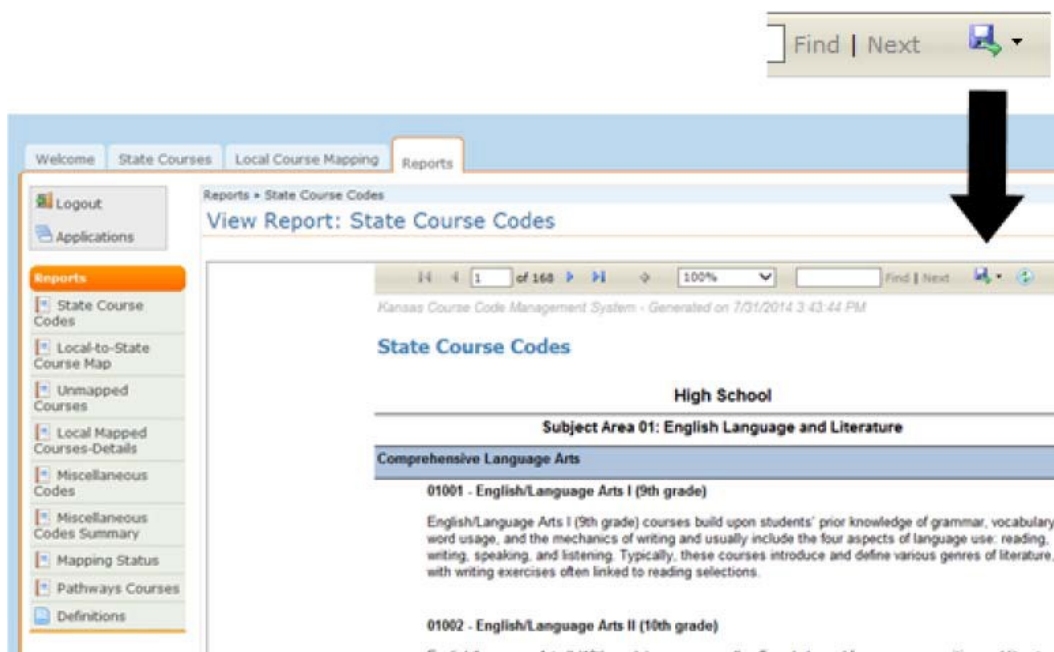 Find | Next
Welcome State Courses Local Course Mapping Reports
Logout
Applications
Reports » State Course Codes
View Report: State Course Codes
Reports
State Course
Codes
Local-to-State
Course Map
Unmapped
Courses
Local Mapped
Courses-Details
Miscellaneous
Codes
Miscellaneous
Codes Summary
Mapping Status
Pathways Courses
Definitions
1 of 168 100% Find | Next
Kansas Course Code Management System - Generated on 7/31/2014 3:43:44 PM
State Course Codes
High School
Subject Area 01: English Language and Literature
Comprehensive Language Arts
01001 - English/Language Arts I (9th grade)
English/Language Arts I (9th grade) courses build upon students' prior knowledge of grammar, vocabulary
word usage, and the mechanics of writing and usually include the four aspects of language use: reading,
writing, speaking, and listening. Typically, these courses introduce and define various genres of literature,
with writing exercises often linked to reading selections.
01002 - English/Language Arts II (10th grade)